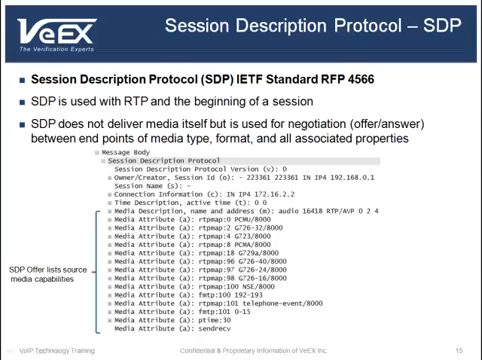 VeEX
The Verification Experts
Session Description Protocol – SDP
Session Description Protocol (SDP) IETF Standard RFP 4566
SDP is used with RTP and the beginning of a session
SDP does not deliver media itself but is used for negotiation (offer/answer)
between end points of media type, format, and all associated properties
Message Body
Session Description Protocol
Session Description Protocol Version (v): 0
Owner/Creator, Session Id (o): - 223361 223361 IN IP4 192.168.0.1
Session Name (s): -
Connection Information (c): IN IP4 172.16.2.2
Time Description, active time (t): 0 0
Media Description, name and address (m): audio 16418 RTP/AVP 0 2 4
Media Attribute (a): rtpmap:0 PCMU/8000
Media Attribute (a): rtpmap:2 G726-32/8000
Media Attribute (a): rtpmap:4 G723/8000
Media Attribute (a): rtpmap:8 PCMA/8000
Media Attribute (a): rtpmap:18 G729a/8000
Media Attribute (a): rtpmap:96 G726-40/8000
Media Attribute (a): rtpmap:97 G726-24/8000
Media Attribute (a): rtpmap:98 G726-16/8000
Media Attribute (a): rtpmap:100 NSE/8000
Media Attribute (a): fmtp:100 192-193
Media Attribute (a): rtpmap:101 telephone-event/8000
Media Attribute (a): fmtp:101 0-15
Media Attribute (a): ptime:30
Media Attribute (a): sendrecv
SDP Offer lists source
media capabilities
VoIP Technology Training
Confidential & Proprietary Information of VeEX Inc.
15